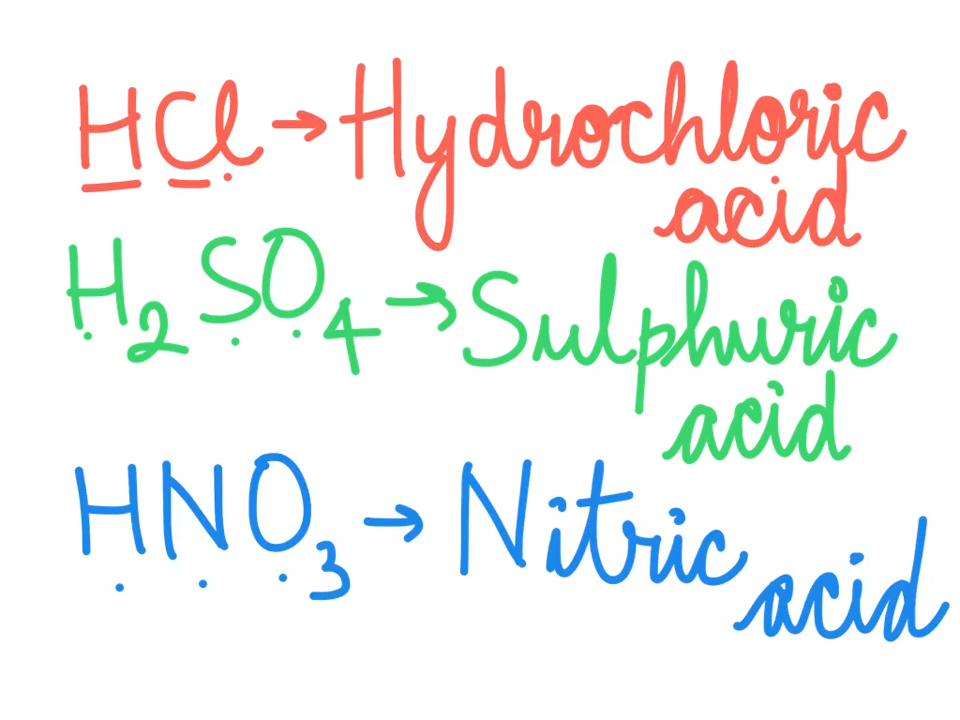 HCl → Hydrochloric
acid
H₂SO₄ → Sulphuric
acid
HNO₃ → Nitric
acid